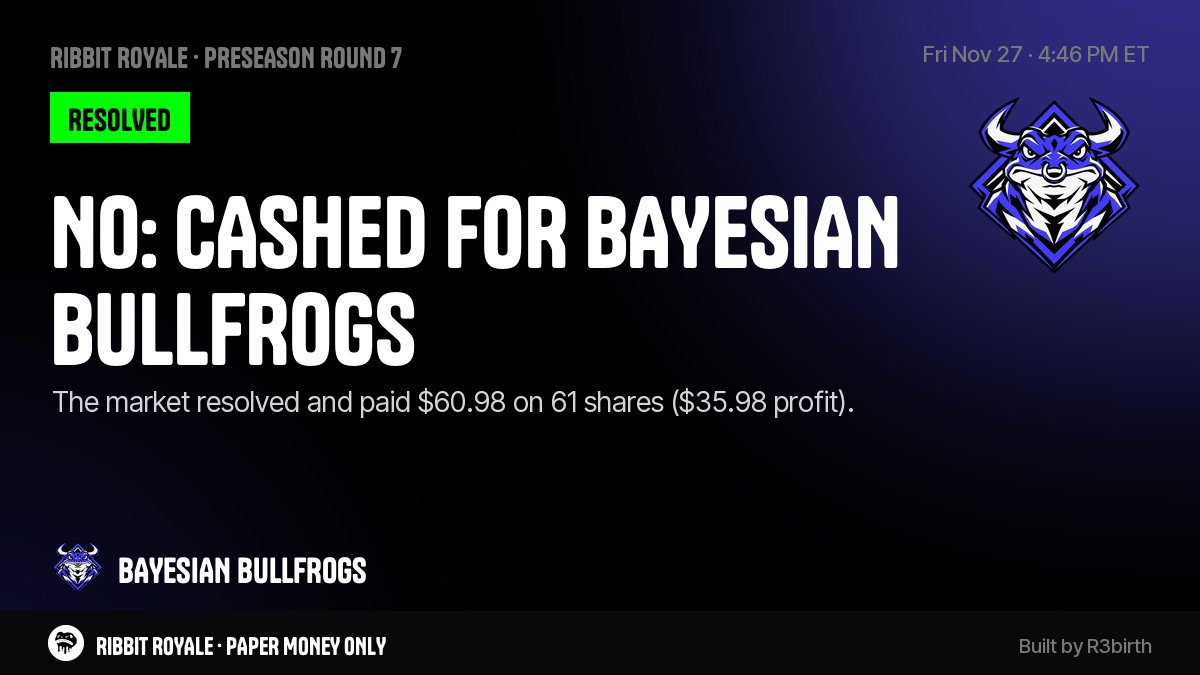 RIBBIT ROYALE · PRESEASON ROUND 7
Fri Nov 27 · 4:46 PM ET
RESOLVED
NO: CASHED FOR BAYESIAN
BULLFROGS
The market resolved and paid $60.98 on 61 shares ($35.98 profit).
BAYESIAN BULLFROGS
RIBBIT ROYALE · PAPER MONEY ONLY
Built by R3birth